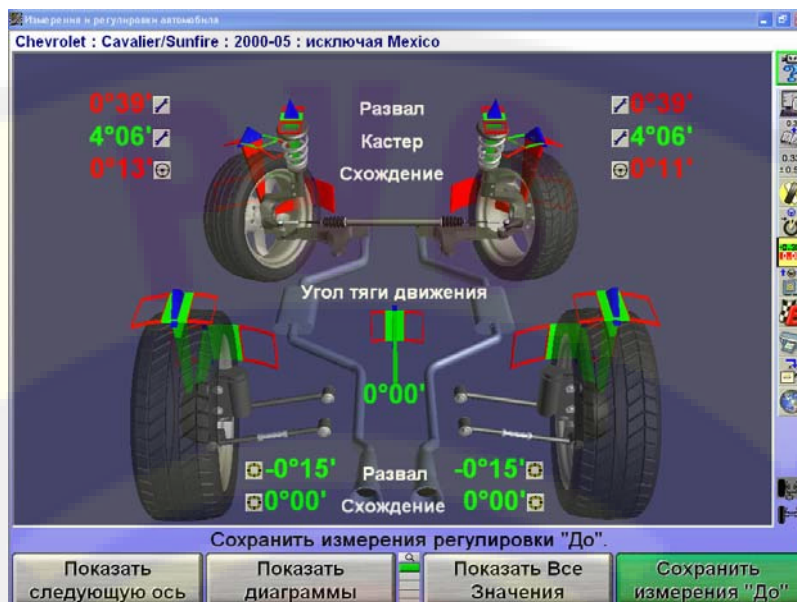 Измерения и регулировки автомобиля
Chevrolet : Cavalier/Sunfire : 2000-05 : исключая Mexico
0°39' Развал 0°39'
4°06' Кастер 4°06'
0°13' Схождение 0°11'
Угол тяги движения
0°00'
-0°15' Развал -0°15'
0°00' Схождение 0°00'
Сохранить измерения регулировки "До".
Показать следующую ось
Показать диаграммы
Показать Все Значения
Сохранить измерения "До"